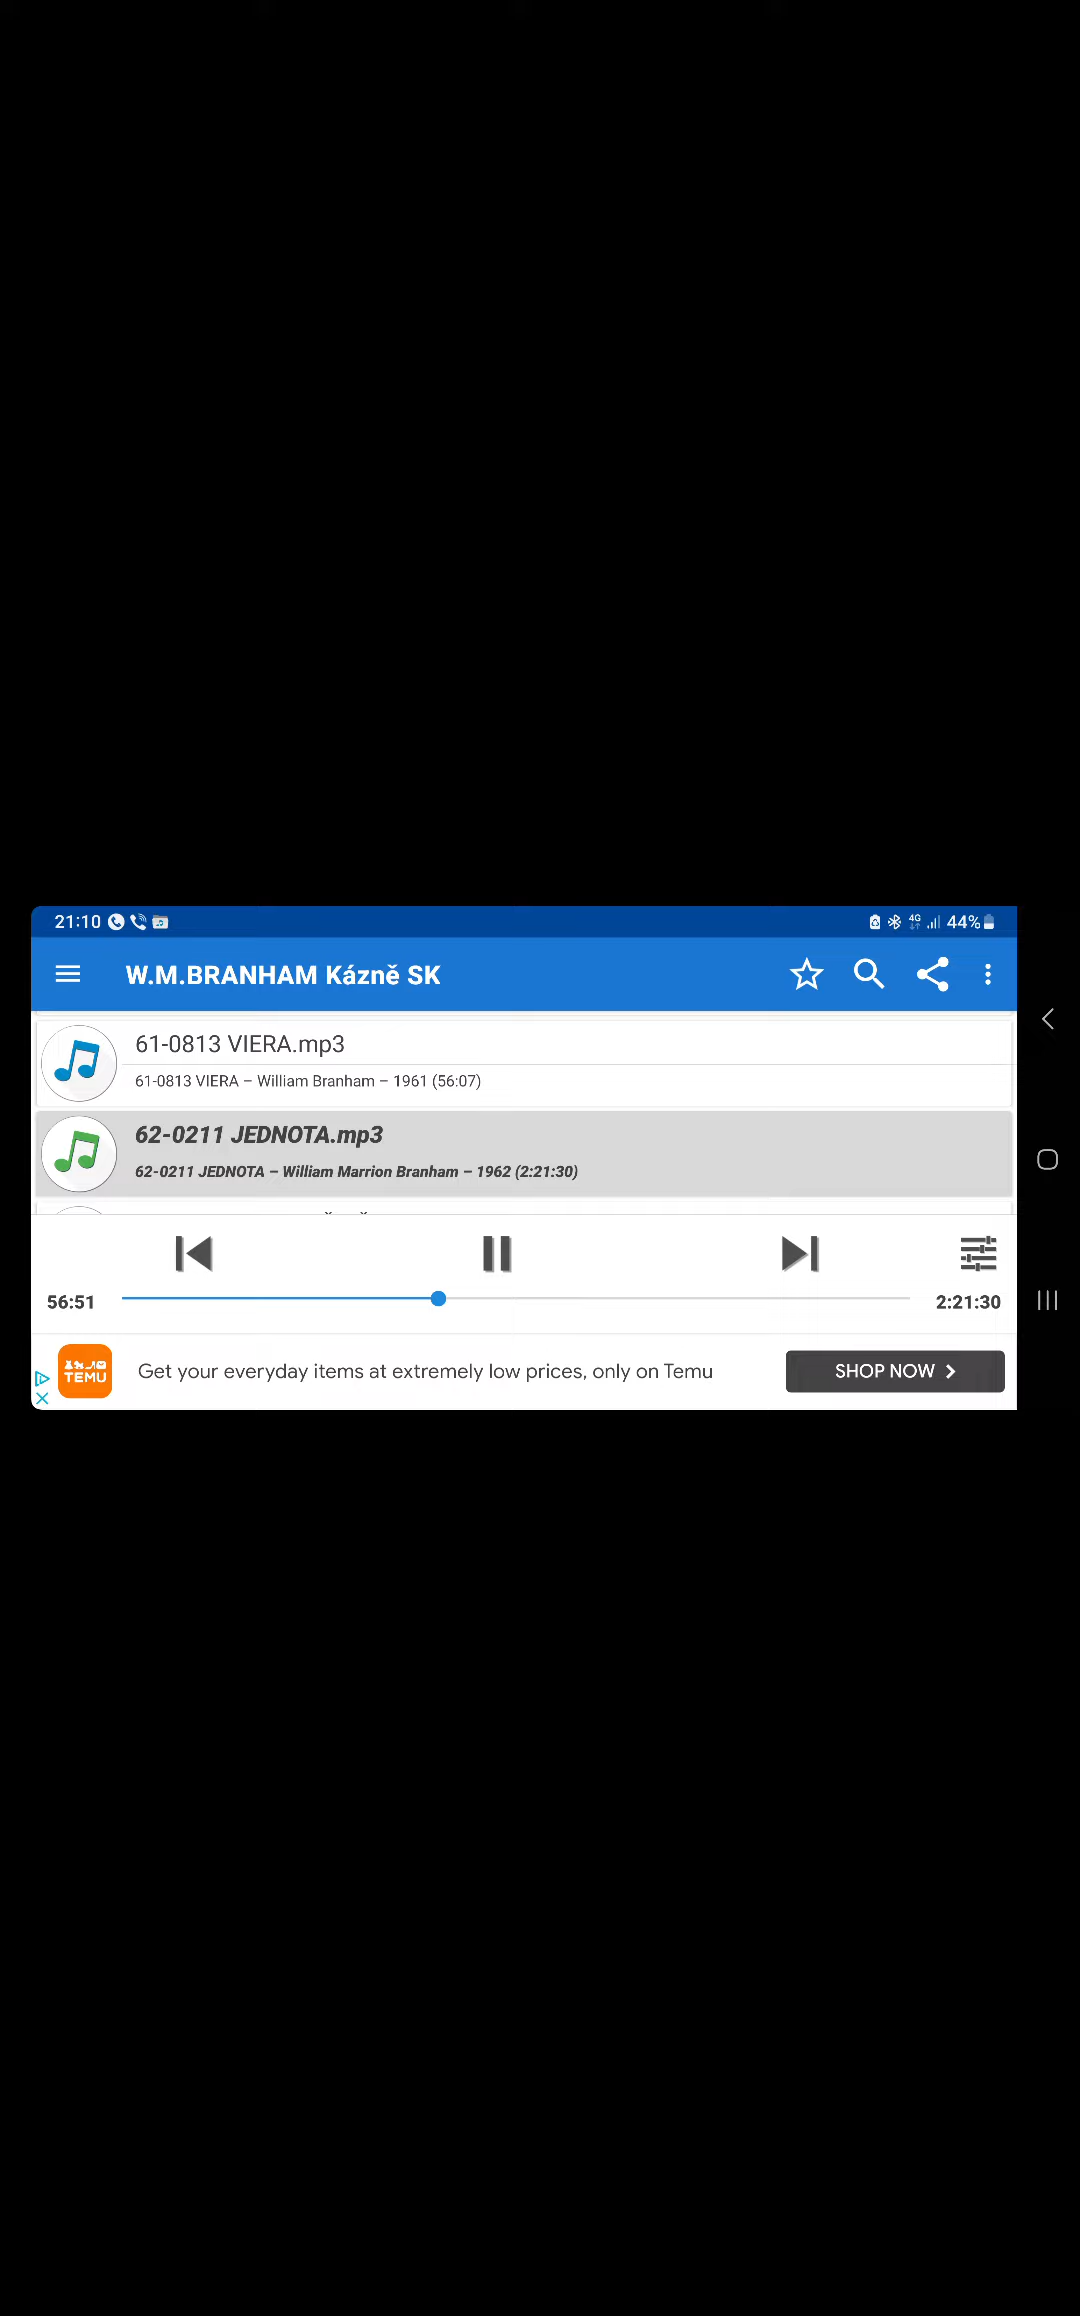 21:10
4G 44%
W.M.BRANHAM Kázně SK
61-0813 VIERA.mp3
61-0813 VIERA – William Branham – 1961 (56:07)
62-0211 JEDNOTA.mp3
62-0211 JEDNOTA – William Marrion Branham – 1962 (2:21:30)
56:51
2:21:30
TEMU
Get your everyday items at extremely low prices, only on Temu
SHOP NOW